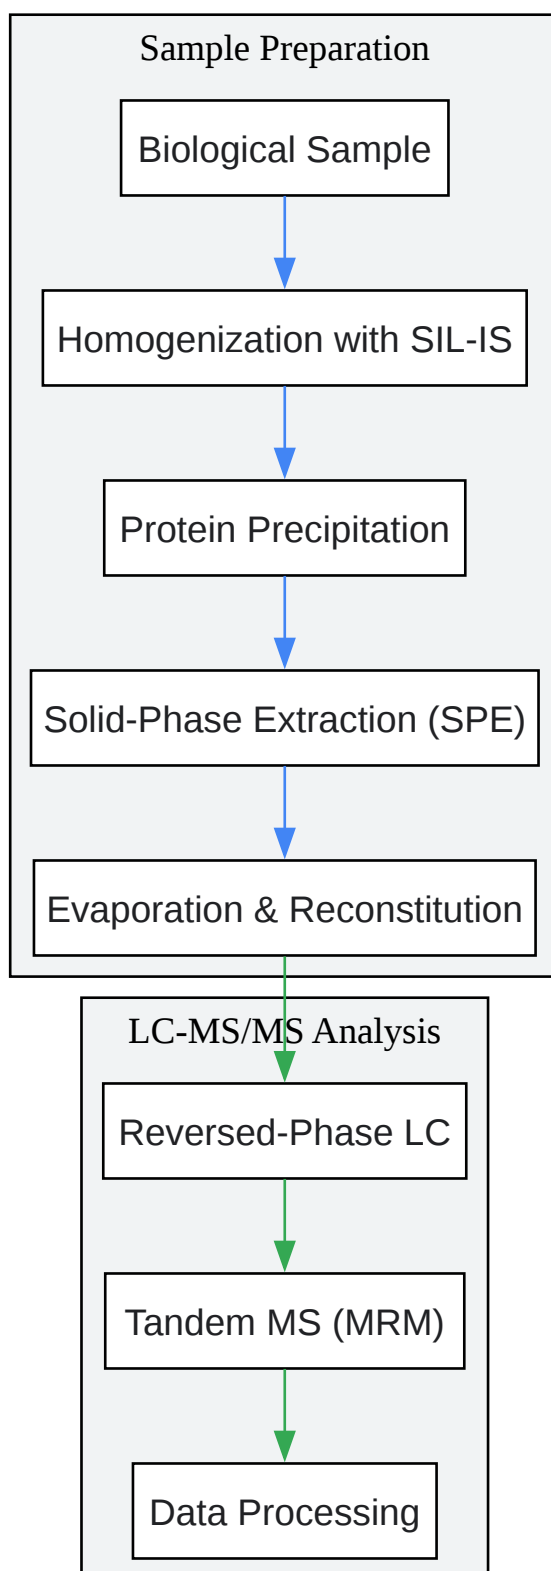 Sample Preparation
Biological Sample
Homogenization with SIL-IS
Protein Precipitation
Solid-Phase Extraction (SPE)
Evaporation & Reconstitution
LC-MS/MS Analysis
Reversed-Phase LC
Tandem MS (MRM)
Data Processing